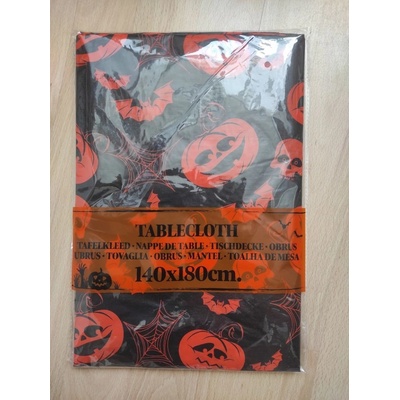 TABLECLOTH
TAFELKLEED • NAPPE DE TABLE • TISCHDECKE • OBRUS
UBRUS • TOVAGLIA • OBRUS • MANTEL • TOALHA DE MESA
140x180cm.